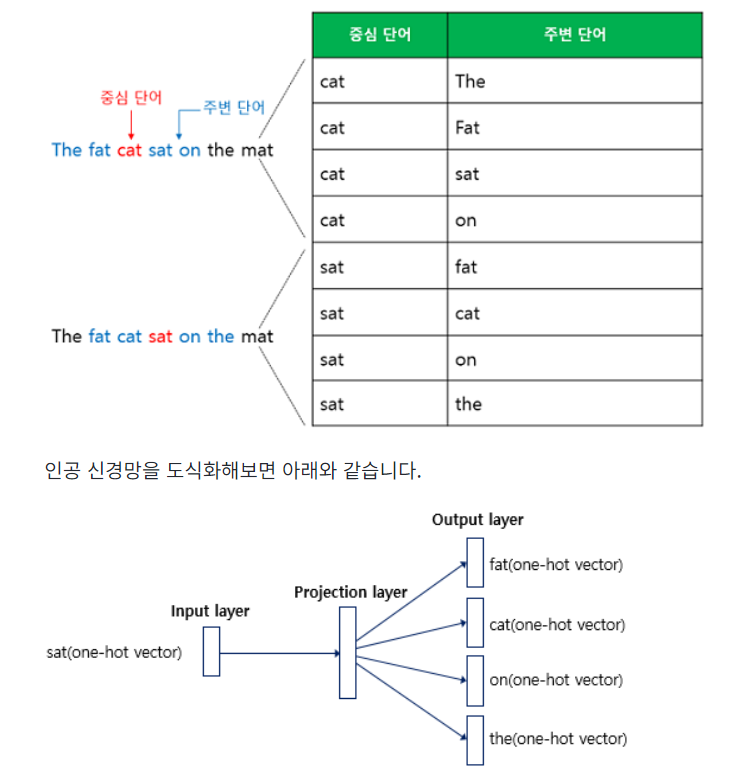 중심 단어 주변 단어
cat The
cat Fat
cat sat
cat on
sat fat
sat cat
sat on
sat the
중심 단어
주변 단어
The fat cat sat on the mat
The fat cat sat on the mat
인공 신경망을 도식화해보면 아래와 같습니다.
Output layer
fat(one-hot vector)
Projection layer
Input layer
cat(one-hot vector)
sat(one-hot vector)
on(one-hot vector)
the(one-hot vector)